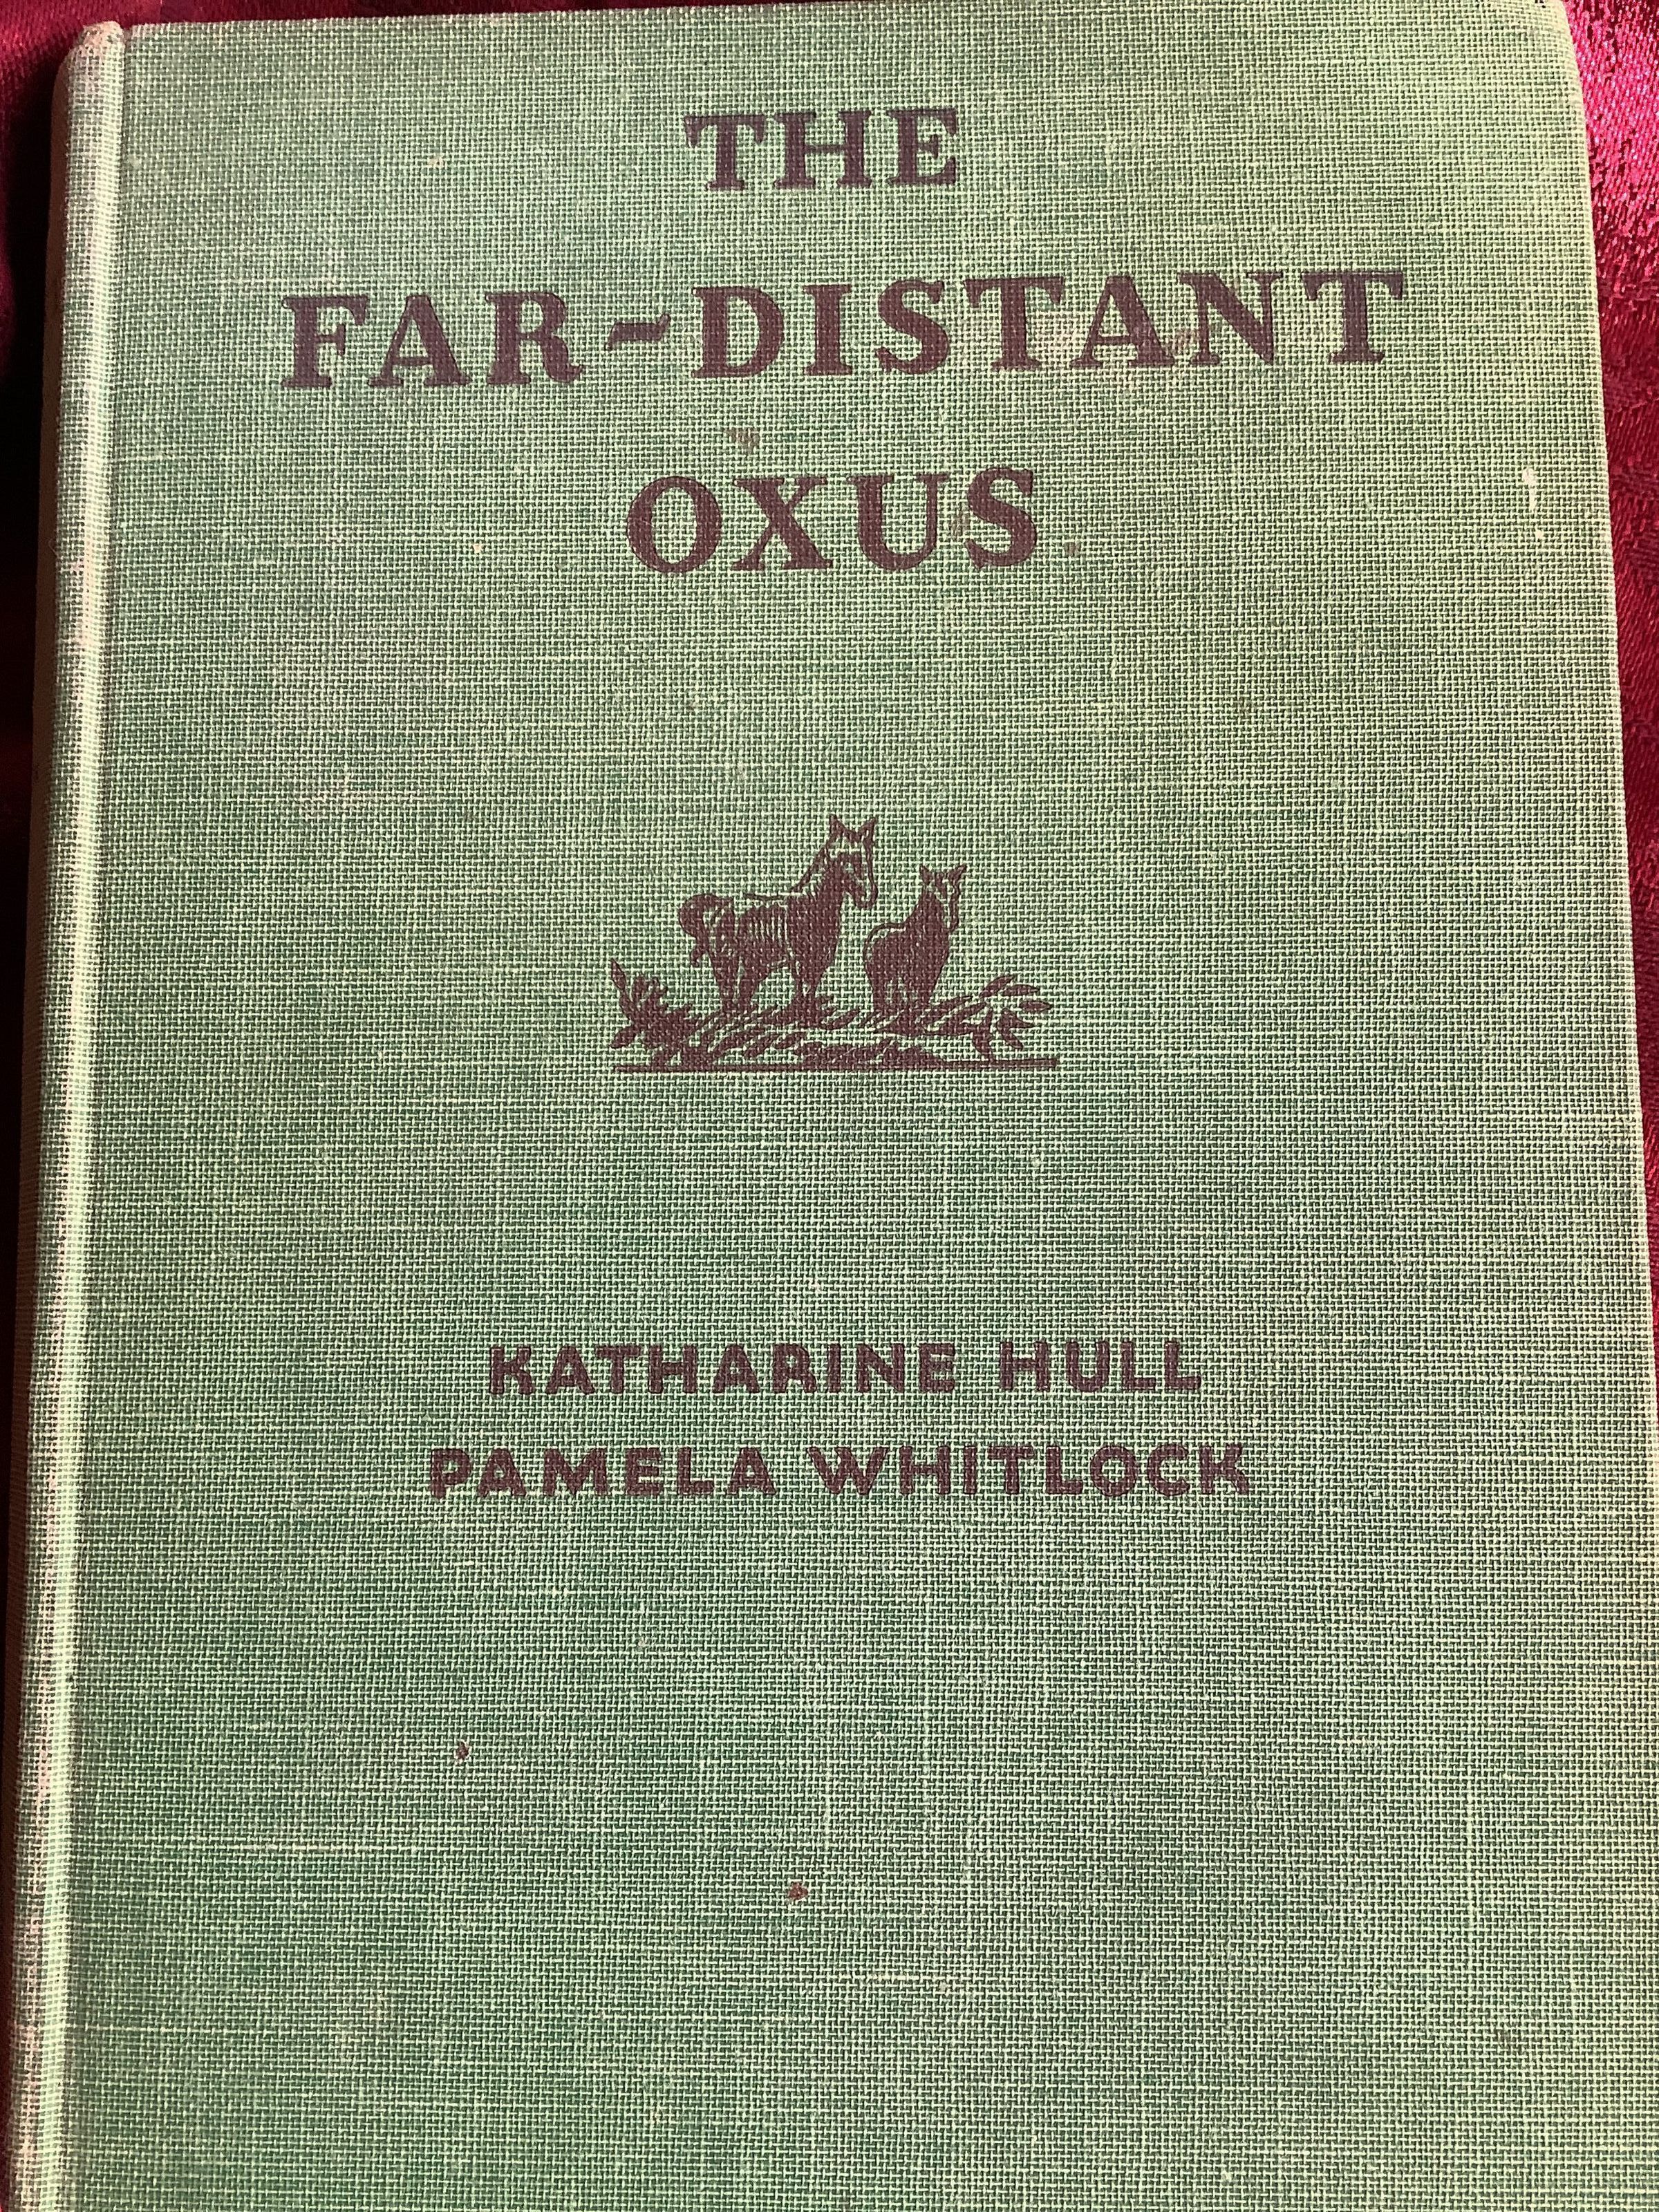 THE
FAR-DISTANT
OXUS
KATHARINE HULL
PAMELA WHITLOCK